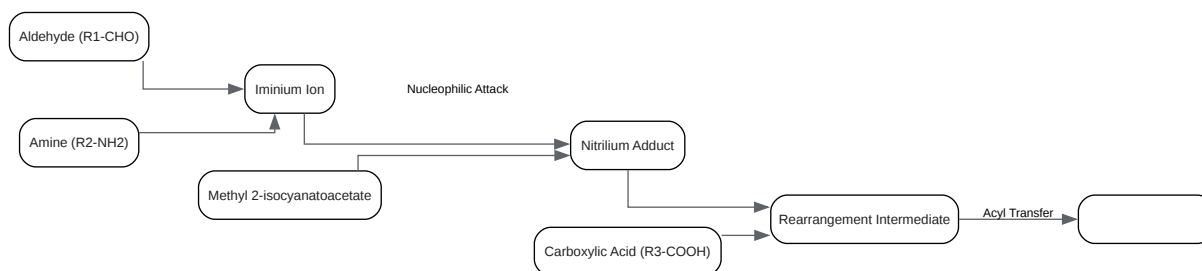 Aldehyde (R1-CHO)
Iminium Ion
Nucleophilic Attack
Amine (R2-NH2)
Nitrilium Adduct
Methyl 2-isocyanatoacetate
Rearrangement Intermediate
Acyl Transfer
Carboxylic Acid (R3-COOH)